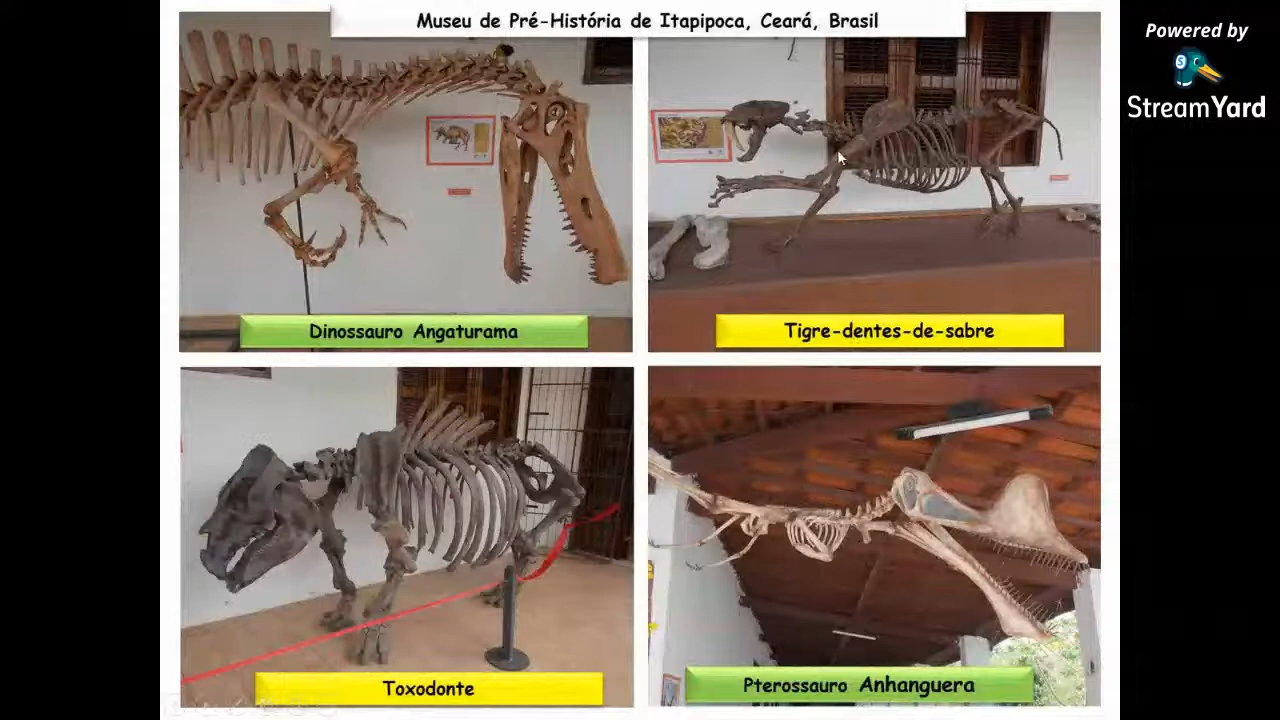 Museu de Pré-História de Itapipoca, Ceará, Brasil
Powered by
StreamYard
Dinossauro Angaturama
Tigre-dentes-de-sabre
Toxodonte
Pterossauro Anhanguera